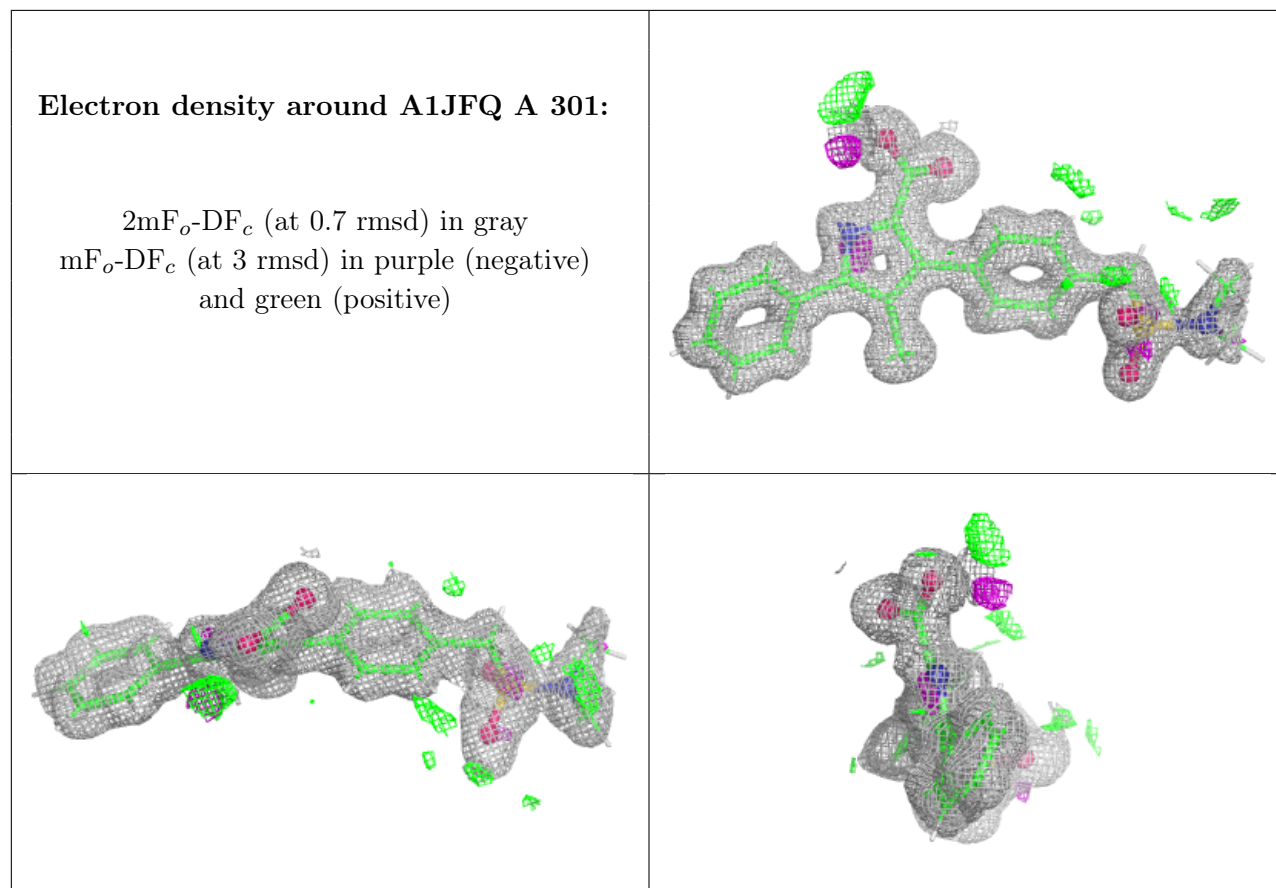 Electron density around A1JFQ A 301:
2mFo-DFc (at 0.7 rmsd) in gray
mFo-DFc (at 3 rmsd) in purple (negative)
and green (positive)